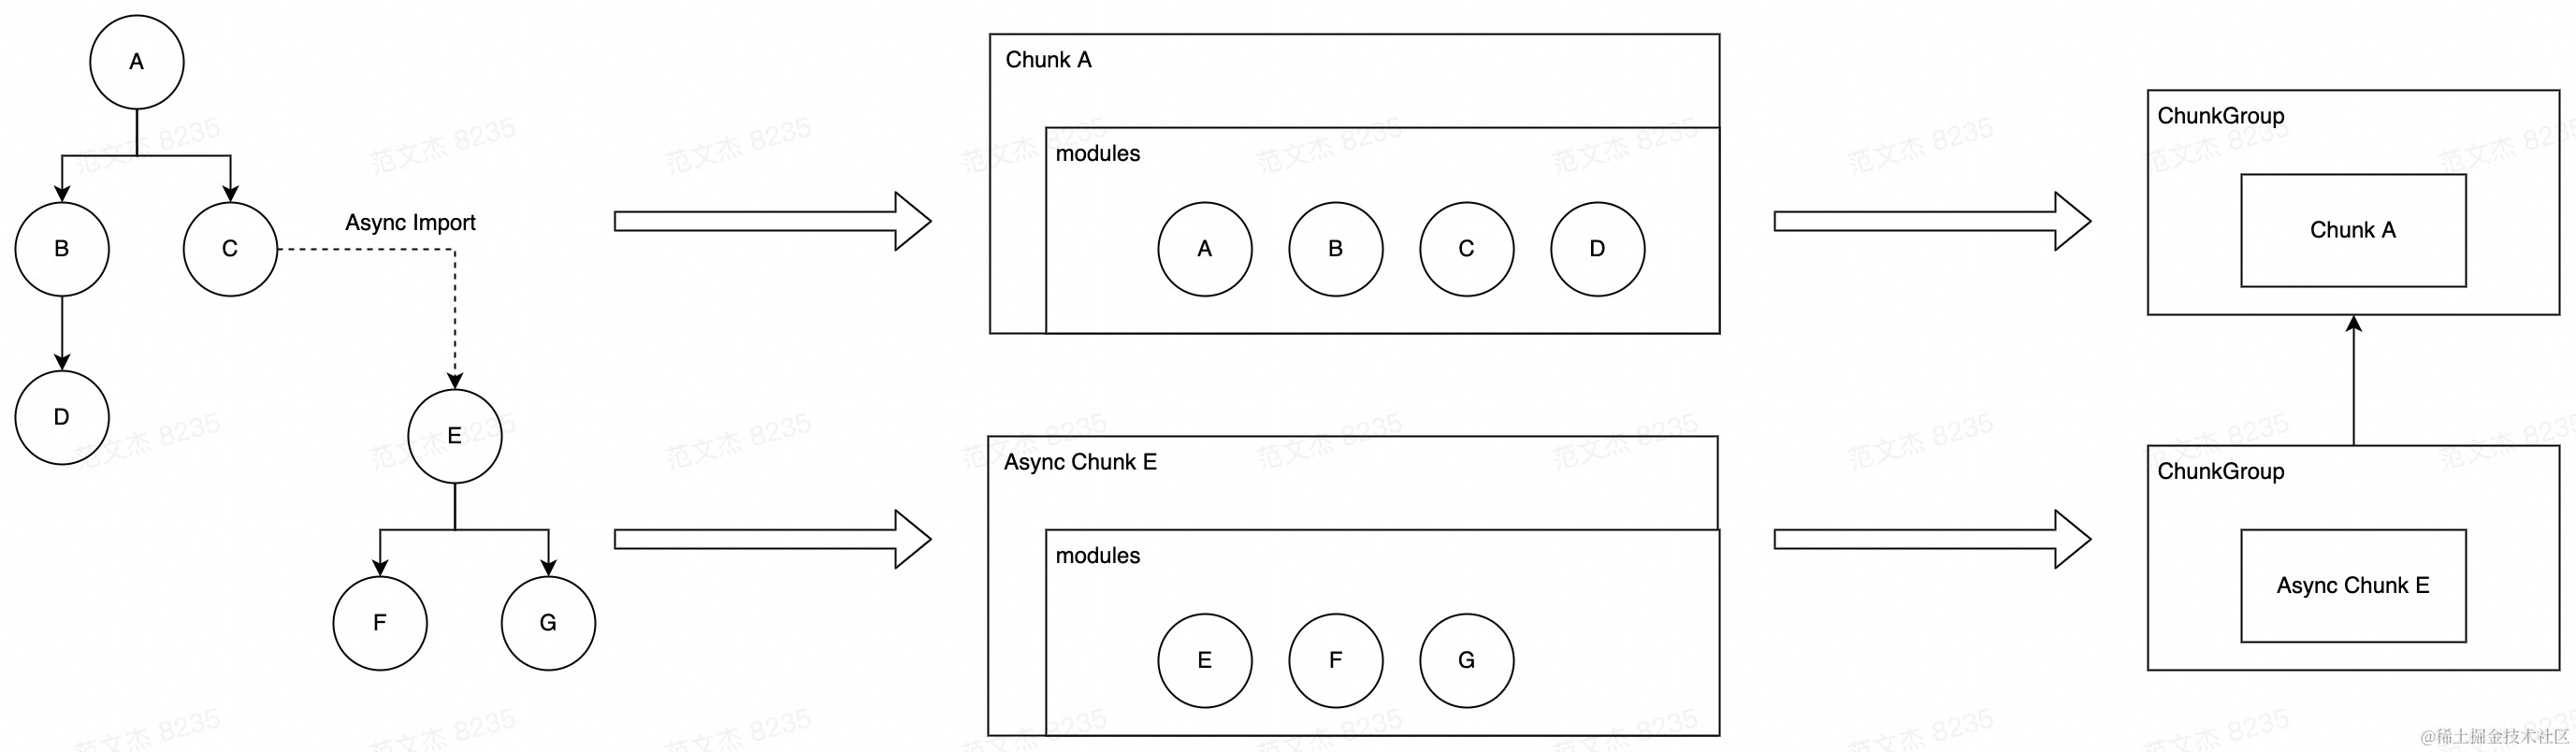 A
B
C
Async Import
D
E
F
G
Chunk A
modules
A
B
C
D
Async Chunk E
modules
E
F
G
ChunkGroup
Chunk A
ChunkGroup
Async Chunk E
范文杰 8235
@稀土掘金技术社区